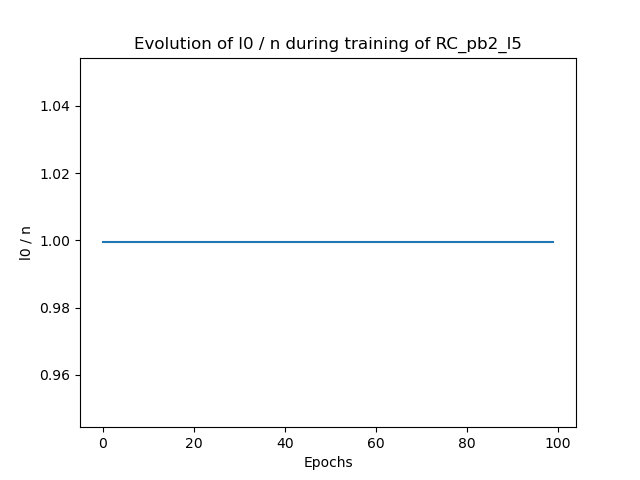 Evolution of l0 / n during training of RC_pb2_l5
1.04
1.02
1.00
0.98
0.96
l0 / n
0 20 40 60 80 100
Epochs